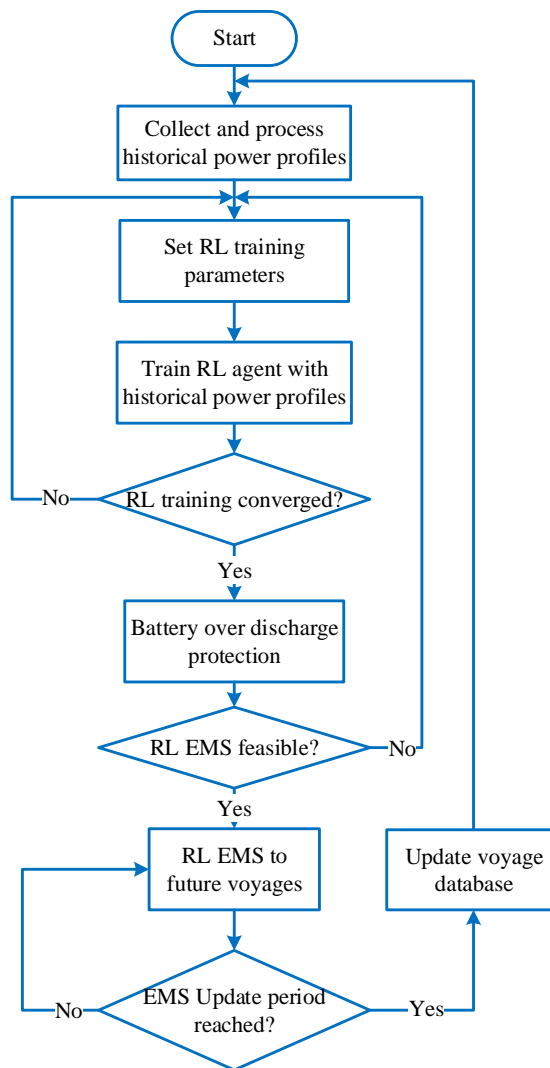 Start
Collect and process
historical power profiles
Set RL training
parameters
Train RL agent with
historical power profiles
RL training converged?
No
Yes
Battery over discharge
protection
RL EMS feasible?
No
Yes
RL EMS to
future voyages
Update voyage
database
EMS Update period
reached?
No
Yes